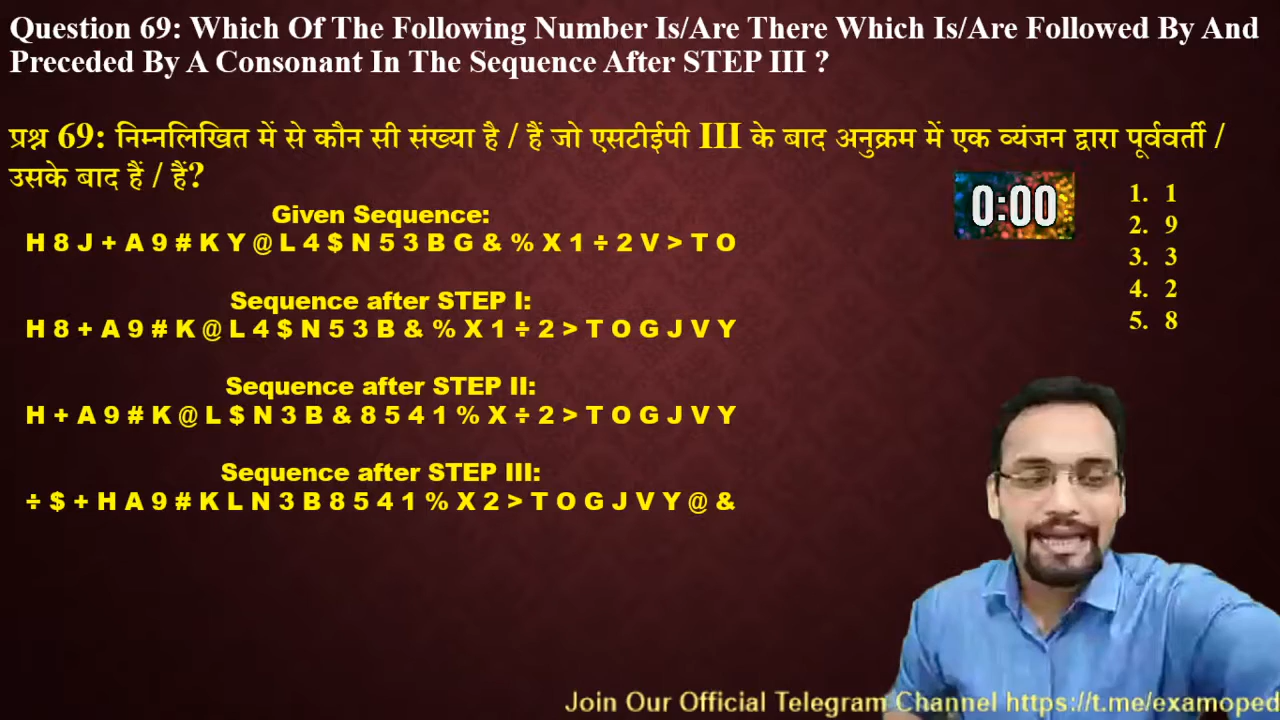 Question 69: Which Of The Following Number Is/Are There Which Is/Are Followed By And
Preceded By A Consonant In The Sequence After STEP III ?
प्रश्न 69: निम्नलिखित में से कौन सी संख्या है / हैं जो एसटीईपी III के बाद अनुक्रम में एक व्यंजन द्वारा पूर्ववर्ती /
उसके बाद हैं / हैं?
0:00
1. 1
2. 9
3. 3
4. 2
5. 8
Given Sequence:
H 8 J + A 9 # K Y @ L 4 $ N 5 3 B G & % X 1 ÷ 2 V > T O
Sequence after STEP I:
H 8 + A 9 # K @ L 4 $ N 5 3 B & % X 1 ÷ 2 > T O G J V Y
Sequence after STEP II:
H + A 9 # K @ L $ N 3 B & 8 5 4 1 % X ÷ 2 > T O G J V Y
Sequence after STEP III:
÷ $ + H A 9 # K L N 3 B 8 5 4 1 % X 2 > T O G J V Y @ &
Join Our Official Telegram Channel https://t.me/examoped